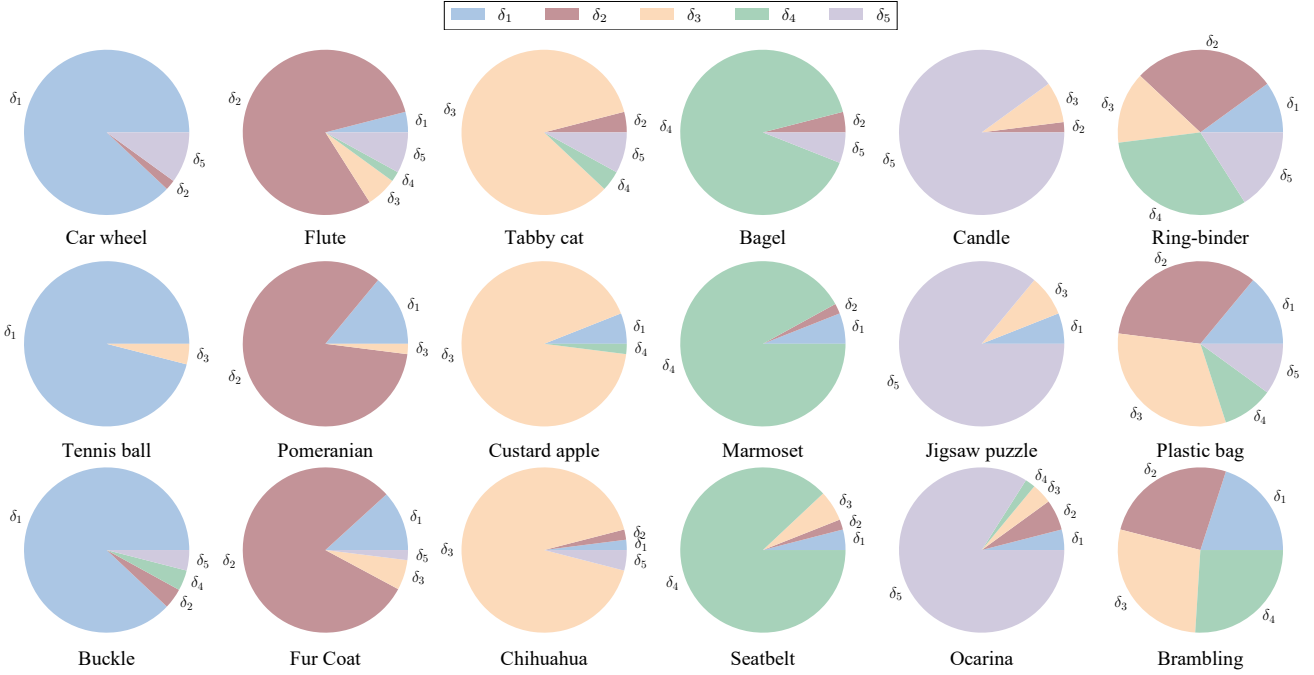 δ1 δ2 δ3 δ4 δ5
δ1 δ5 δ2
Car wheel
δ2 δ1 δ5 δ4 δ3
Flute
δ3 δ2 δ5 δ4
Tabby cat
δ4 δ2 δ5
Bagel
δ5 δ3 δ2
Candle
δ2 δ1 δ3 δ5 δ4
Ring-binder
δ1 δ3
Tennis ball
δ1 δ3 δ2
Pomeranian
δ1 δ4 δ3
Custard apple
δ2 δ1 δ4
Marmoset
δ3 δ1 δ5
Jigsaw puzzle
δ2 δ1 δ5 δ3 δ4
Plastic bag
δ1 δ5 δ4 δ2
Buckle
δ1 δ2 δ5 δ3
Fur Coat
δ3 δ2 δ1 δ5
Chihuahua
δ3 δ2 δ1 δ4
Seatbelt
δ4 δ3 δ2 δ1 δ5
Ocarina
δ2 δ1 δ3 δ4
Brambling